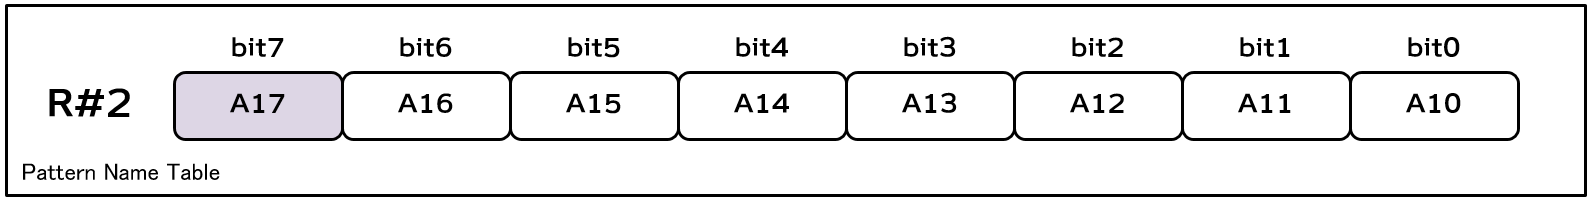 bit7 bit6 bit5 bit4 bit3 bit2 bit1 bit0
R#2 A17 A16 A15 A14 A13 A12 A11 A10
Pattern Name Table